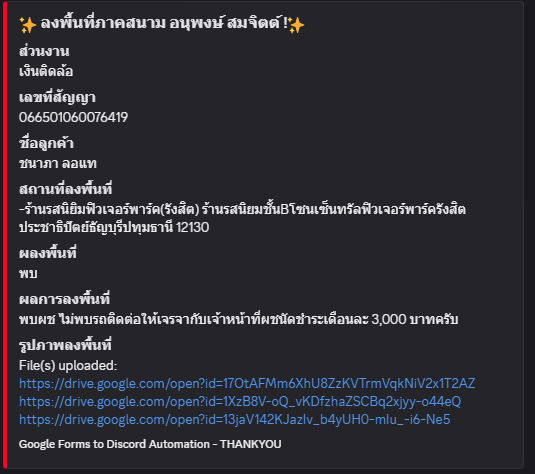 ✨ ลงพื้นที่ภาคสนาม อนุพงษ์ สมจิตต์ !✨
ส่วนงาน
เงินติดล้อ
เลขที่สัญญา
066501060076419
ชื่อลูกค้า
ชนาภา ลอแท
สถานที่ลงพื้นที่
-ร้านรสนิยิมฟิวเจอร์พาร์ค(รังสิต) ร้านรสนิยมชั้นBโซนเซ็นทรัลฟิวเจอร์พาร์ครังสิต
ประชาธิปัตย์ธัญบุรีปทุมธานี 12130
ผลงพื้นที่
พบ
ผลการลงพื้นที่
พบผช ไม่พบรถติดต่อให้เจรจากับเจ้าหน้าที่ผชนัดชำระเดือนละ 3,000 บาทครับ
รูปภาพลงพื้นที่
File(s) uploaded:
https://drive.google.com/open?id=17OtAFMm6XhU8ZzKVTrmVqkNiV2x1T2AZ
https://drive.google.com/open?id=1XzB8V-oQ_vKDfzhaZSCBq2xjyy-o44eQ
https://drive.google.com/open?id=13jaV142KJazIv_b4yUH0-mIu_-i6-Ne5
Google Forms to Discord Automation - THANKYOU